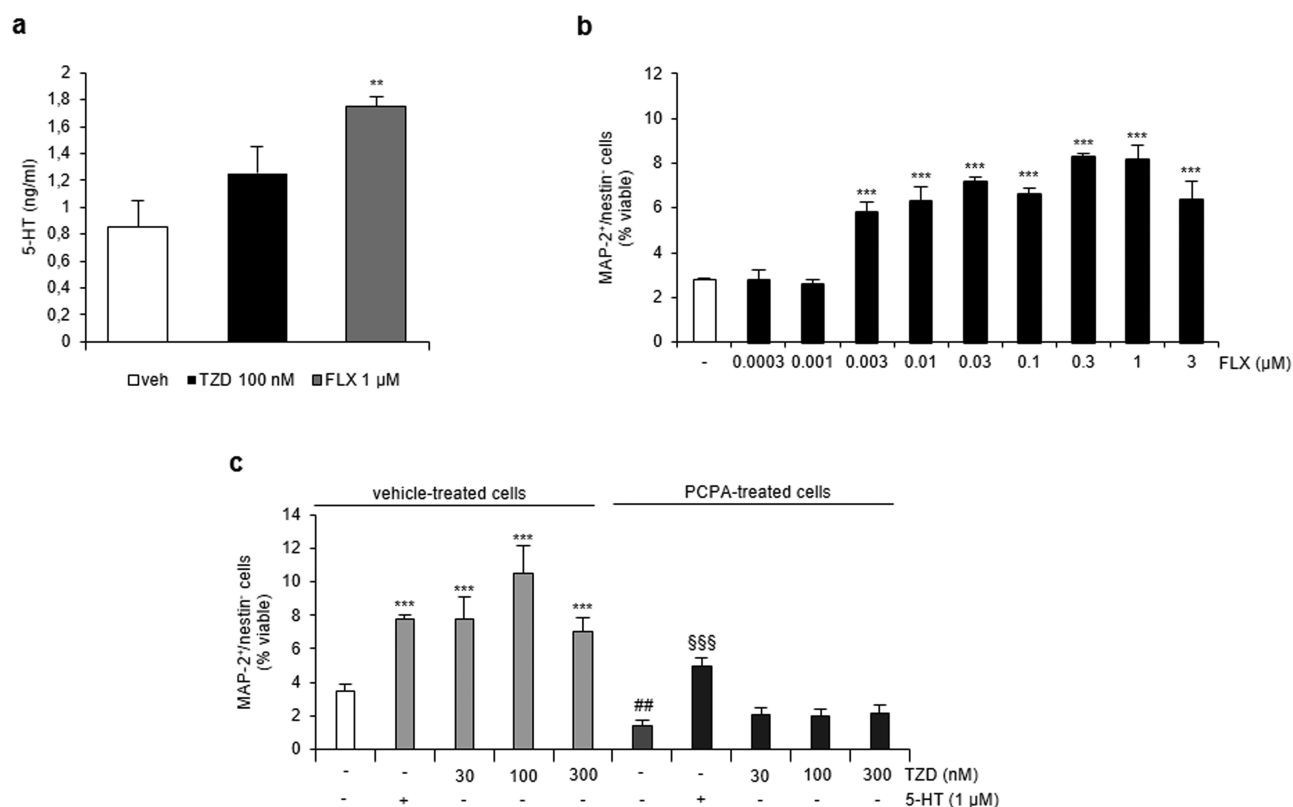 a
2
1,8
1,6
1,4
1,2
1
0,8
0,6
0,4
0,2
0
5-HT (ng/ml)
**
veh TZD 100 nM FLX 1 µM
b
12
10
8
6
4
2
0
MAP-2+/nestin- cells
(% viable)
*** *** *** *** *** *** ***
- 0.0003 0.001 0.003 0.01 0.03 0.1 0.3 1 3 FLX (µM)
c
vehicle-treated cells PCPA-treated cells
14
12
10
8
6
4
2
0
MAP-2+/nestin- cells
(% viable)
*** *** *** *** ## §§§
- - 30 100 300 - - 30 100 300 TZD (nM)
- + - - - - + - - - 5-HT (1 µM)